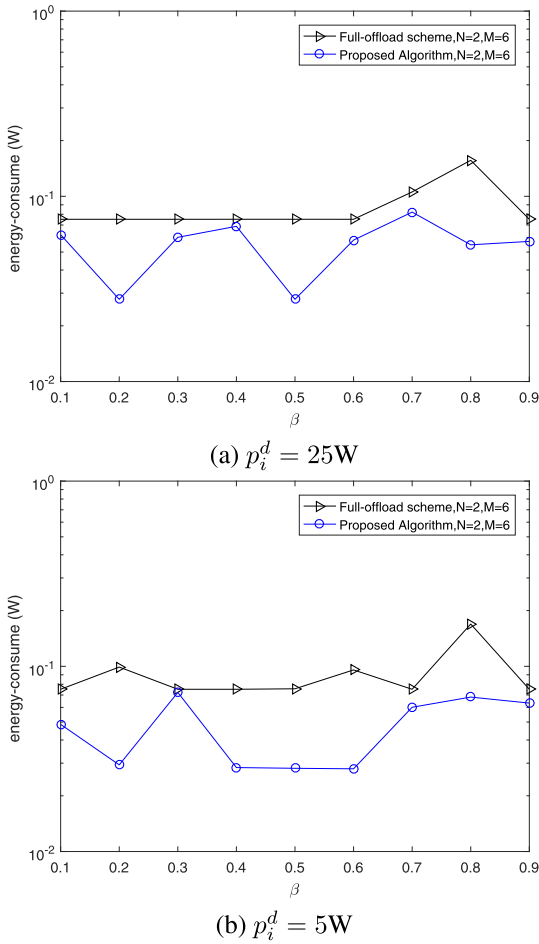 10^0
Full-offload scheme,N=2,M=6
Proposed Algorithm,N=2,M=6
energy-consume (W)
10^-1
10^-2
0.1 0.2 0.3 0.4 0.5 0.6 0.7 0.8 0.9
β
(a) p_i^d = 25W
10^0
Full-offload scheme,N=2,M=6
Proposed Algorithm,N=2,M=6
energy-consume (W)
10^-1
10^-2
0.1 0.2 0.3 0.4 0.5 0.6 0.7 0.8 0.9
β
(b) p_i^d = 5W